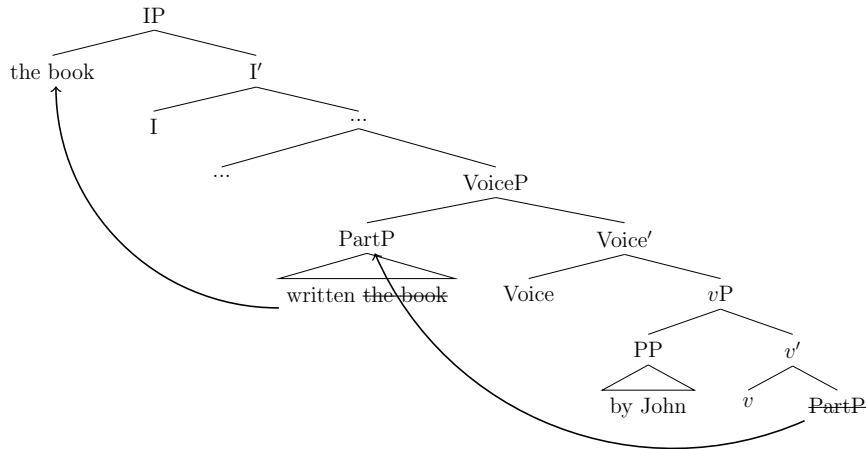 IP
the book I′
I ...
... VoiceP
PartP Voice′
written the book Voice vP
PP v′
by John v PartP